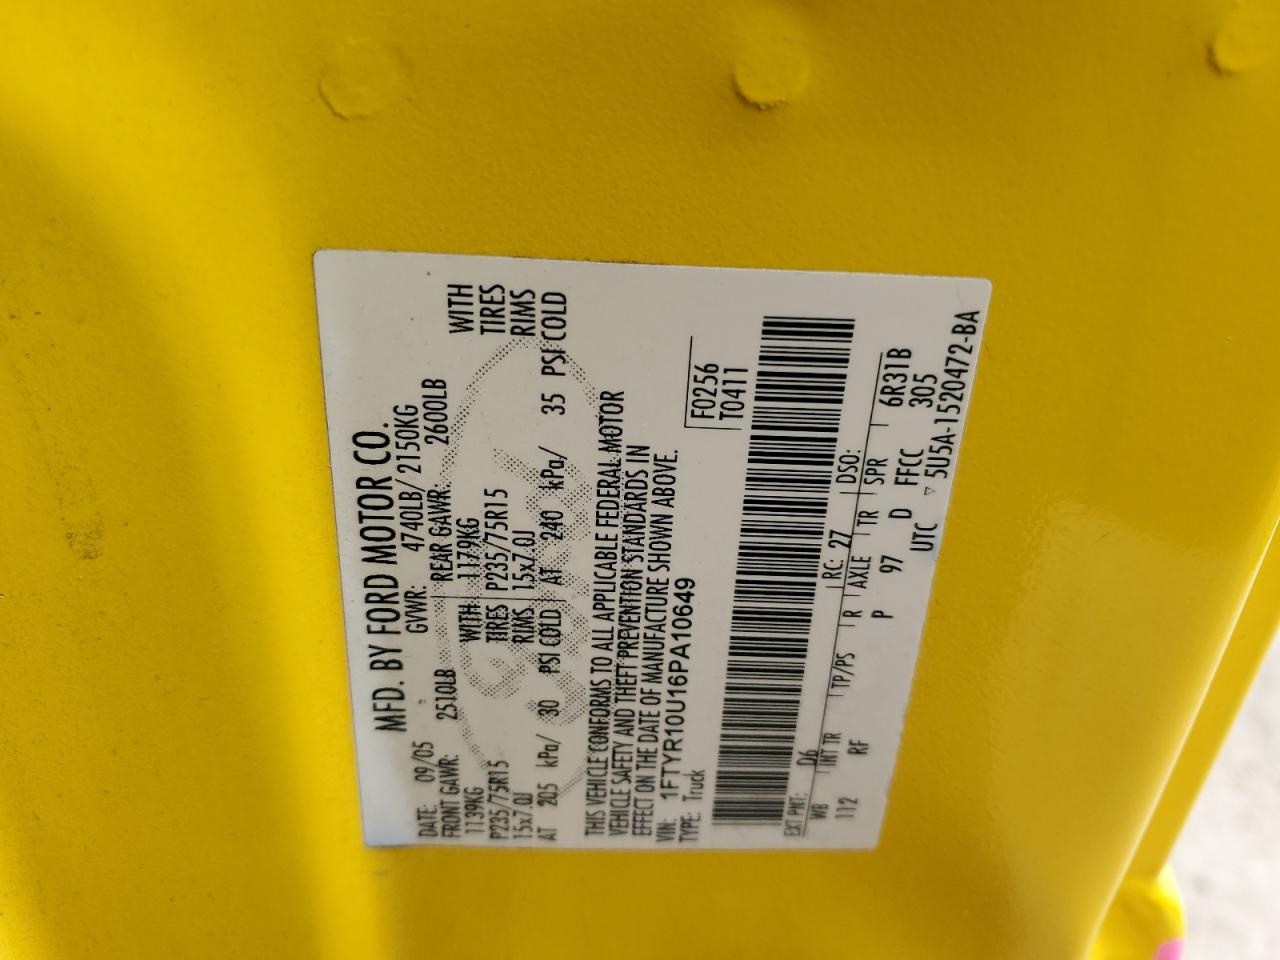 MFD. BY FORD MOTOR CO.
DATE: 09/05 GVWR: 4740LB/ 2150KG
FRONT GAWR: 2510LB REAR GAWR: 2600LB
1139KG WITH 1179KG WITH
P235/75R15 TIRES P235/75R15 TIRES
15x7.0J RIMS 15x7.0J RIMS
AT 205 kPa/ 30 PSI COLD AT 240 kPa/ 35 PSI COLD
THIS VEHICLE CONFORMS TO ALL APPLICABLE FEDERAL MOTOR
VEHICLE SAFETY AND THEFT PREVENTION STANDARDS IN
EFFECT ON THE DATE OF MANUFACTURE SHOWN ABOVE.
VIN: 1FTYR10U16PA10649 F0256
TYPE: Truck T0411
EXT PNT: D6 RC: 27 DSO:
WB INT TR TP/PS R AXLE TR SPR 6R31B
112 RF P 97 D FFCC 305
UTC ▽ 5U5A-1520472-BA